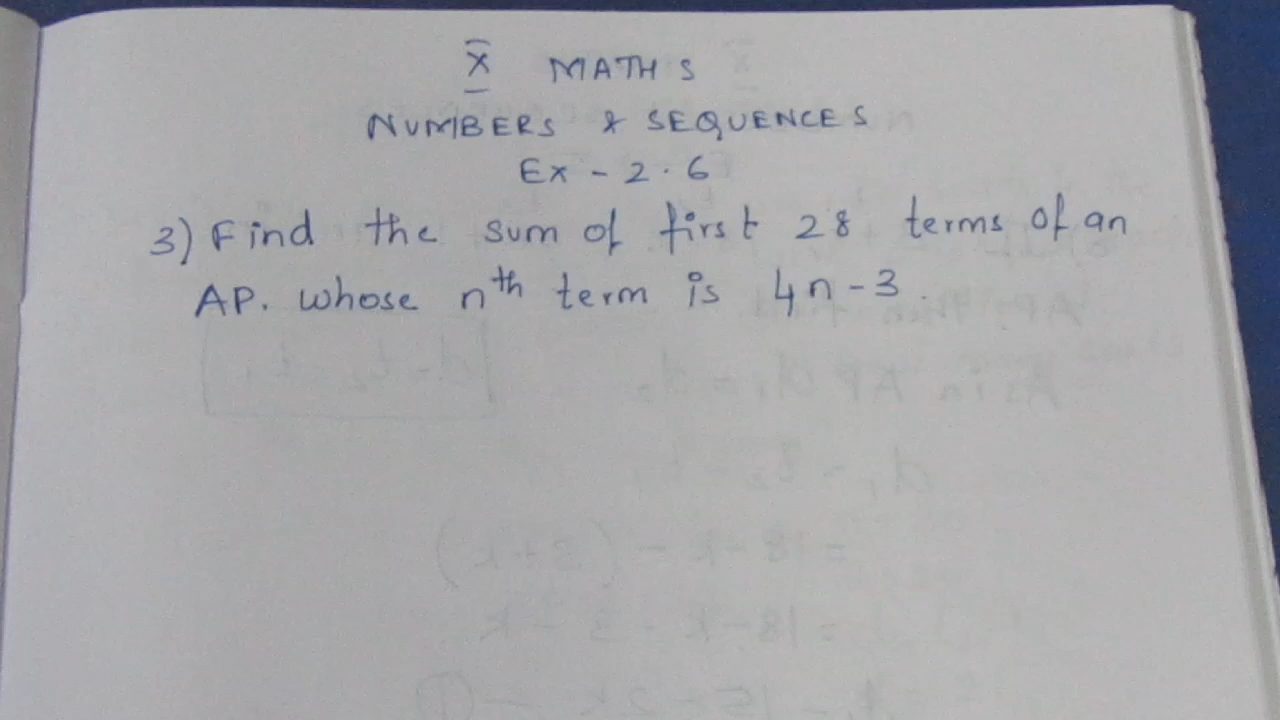 X MATHS
NUMBERS & SEQUENCES
Ex - 2.6
3) Find the sum of first 28 terms of an
AP. whose nth term is 4n-3.